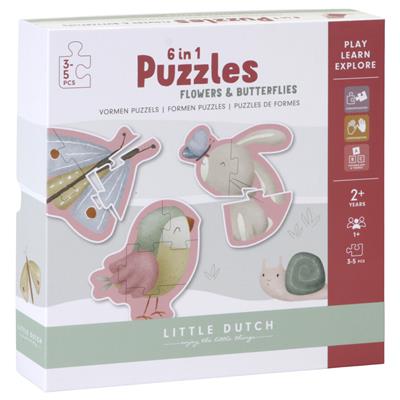 3-
5
PCS
6 in 1
Puzzles
FLOWERS & BUTTERFLIES
VORMEN PUZZELS | FORMEN PUZZLES | PUZZLES DE FORMES
PLAY
LEARN
EXPLORE
2+
YEARS
1+
3-5 PCS
LITTLE DUTCH
enjoy the little things